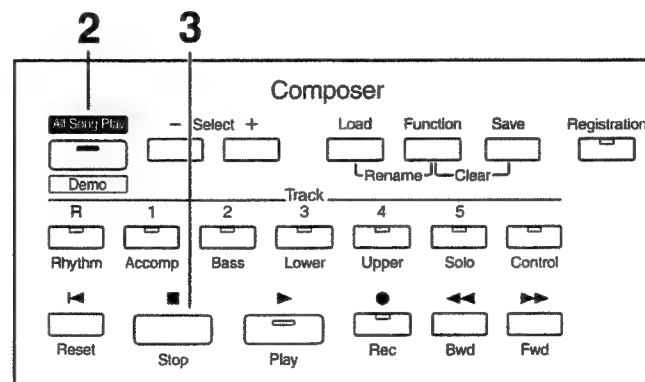 2 3
Composer
All Song Play
− Select +
Load Function Save Registration
Demo
Rename Clear
Track
R 1 2 3 4 5
Rhythm Accomp Bass Lower Upper Solo Control
Reset Stop Play Rec Bwd Fwd